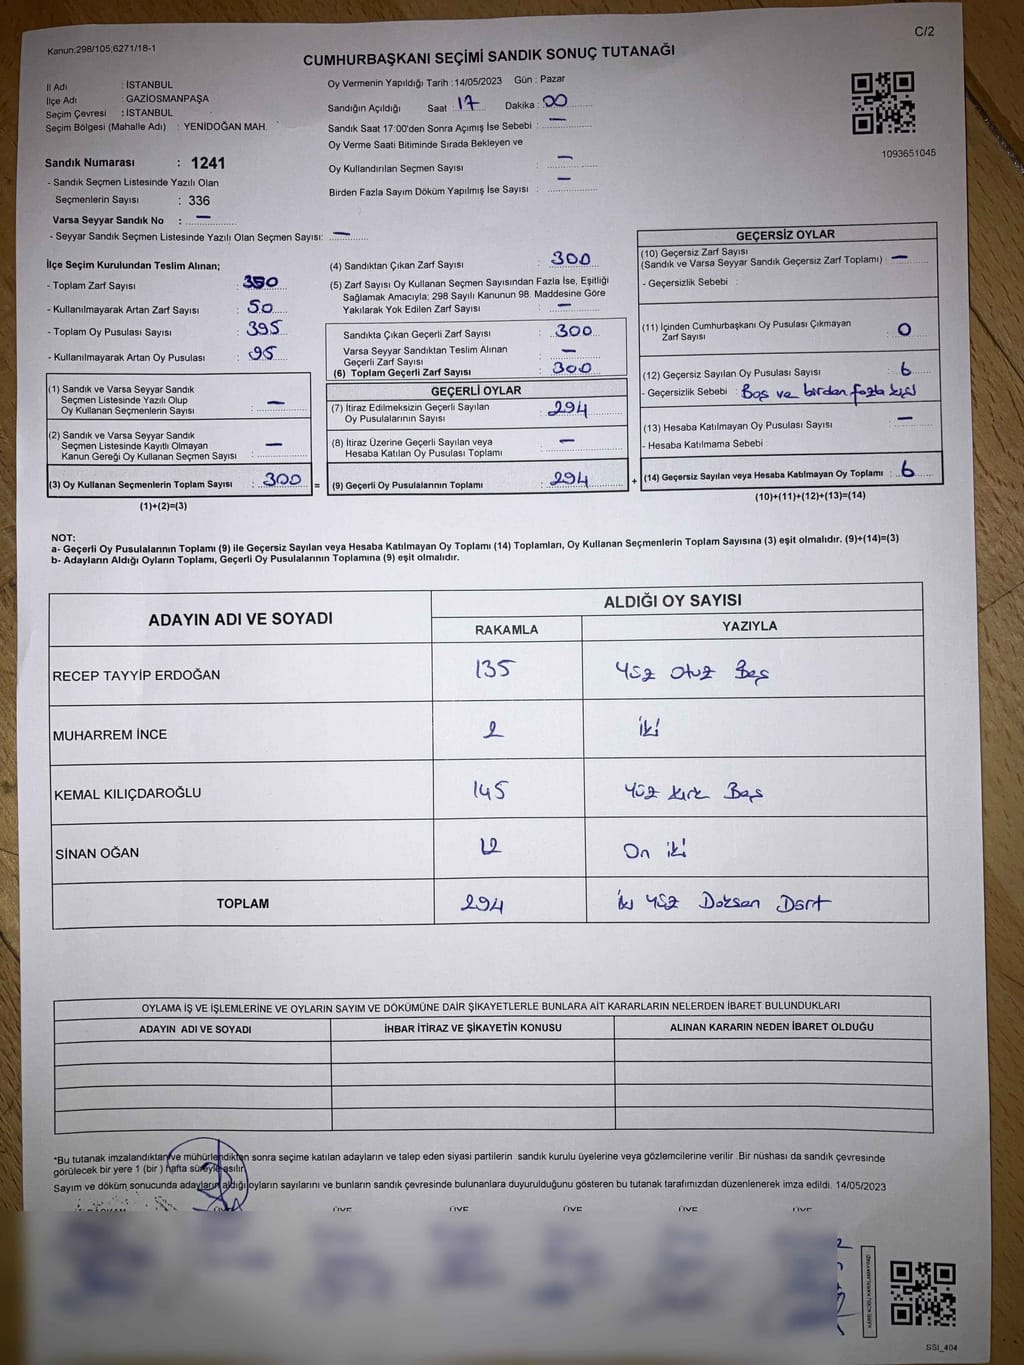 Kanun;298/105;6271/18-1
C/2
CUMHURBAŞKANI SEÇİMİ SANDIK SONUÇ TUTANAĞI
İl Adı : İSTANBUL
İlçe Adı : GAZİOSMANPAŞA
Seçim Çevresi : İSTANBUL
Seçim Bölgesi (Mahalle Adı) : YENİDOĞAN MAH.
Sandık Numarası : 1241
- Sandık Seçmen Listesinde Yazılı Olan
Seçmenlerin Sayısı : 336
Varsa Seyyar Sandık No : —
- Seyyar Sandık Seçmen Listesinde Yazılı Olan Seçmen Sayısı: —
Oy Vermenin Yapıldığı Tarih : 14/05/2023 Gün : Pazar
Sandığın Açıldığı Saat : 17 Dakika : 00
Sandık Saat 17:00'den Sonra Açımış İse Sebebi : —
Oy Verme Saati Bitiminde Sırada Bekleyen ve
Oy Kullandırılan Seçmen Sayısı : —
Birden Fazla Sayım Döküm Yapılmış İse Sayısı : —
1093651045
İlçe Seçim Kurulundan Teslim Alınan;
- Toplam Zarf Sayısı : 350
- Kullanılmayarak Artan Zarf Sayısı : 50
- Toplam Oy Pusulası Sayısı : 395
- Kullanılmayarak Artan Oy Pusulası : 95
(1) Sandık ve Varsa Seyyar Sandık
Seçmen Listesinde Yazılı Olup
Oy Kullanan Seçmenlerin Sayısı : —
(2) Sandık ve Varsa Seyyar Sandık
Seçmen Listesinde Kayıtlı Olmayan
Kanun Gereği Oy Kullanan Seçmen Sayısı : —
(3) Oy Kullanan Seçmenlerin Toplam Sayısı : 300 =
(1)+(2)=(3)
(4) Sandıktan Çıkan Zarf Sayısı : 300
(5) Zarf Sayısı Oy Kullanan Seçmen Sayısından Fazla İse, Eşitliği
Sağlamak Amacıyla; 298 Sayılı Kanunun 98. Maddesine Göre
Yakılarak Yok Edilen Zarf Sayısı : —
Sandıkta Çıkan Geçerli Zarf Sayısı : 300
Varsa Seyyar Sandıktan Teslim Alınan
Geçerli Zarf Sayısı : —
(6) Toplam Geçerli Zarf Sayısı : 300
GEÇERLİ OYLAR
(7) İtiraz Edilmeksizin Geçerli Sayılan
Oy Pusulasının Sayısı : 294
(8) İtiraz Üzerine Geçerli Sayılan veya
Hesaba Katılan Oy Pusulası Toplamı : —
(9) Geçerli Oy Pusulalarının Toplamı : 294 +
GEÇERSİZ OYLAR
(10) Geçersiz Zarf Sayısı
(Sandık ve Varsa Seyyar Sandık Geçersiz Zarf Toplamı) : —
- Geçersizlik Sebebi :
(11) İçinden Cumhurbaşkanı Oy Pusulası Çıkmayan
Zarf Sayısı : 0
(12) Geçersiz Sayılan Oy Pusulası Sayısı : 6
- Geçersizlik Sebebi : Boş ve birden fazla kişi
(13) Hesaba Katılmayan Oy Pusulası Sayısı : —
- Hesaba Katılmama Sebebi :
(14) Geçersiz Sayılan veya Hesaba Katılmayan Oy Toplamı : 6
(10)+(11)+(12)+(13)=(14)
NOT:
a- Geçerli Oy Pusulalarının Toplamı (9) ile Geçersiz Sayılan veya Hesaba Katılmayan Oy Toplamı (14) Toplamları, Oy Kullanan Seçmenlerin Toplam Sayısına (3) eşit olmalıdır. (9)+(14)=(3)
b- Adayların Aldığı Oyların Toplamı, Geçerli Oy Pusulalarının Toplamına (9) eşit olmalıdır.
ADAYIN ADI VE SOYADI
ALDIĞI OY SAYISI
RAKAMLA YAZIYLA
RECEP TAYYİP ERDOĞAN 135 Yüz Otuz Beş
MUHARREM İNCE 2 iki
KEMAL KILIÇDAROĞLU 145 Yüz kırk Beş
SİNAN OĞAN 12 On iki
TOPLAM 294 iki yüz Doksan Dört
OYLAMA İŞ VE İŞLEMLERİNE VE OYLARIN SAYIM VE DÖKÜMÜNE DAİR ŞİKAYETLERLE BUNLARA AİT KARARLARIN NELERDEN İBARET BULUNDUKLARI
ADAYIN ADI VE SOYADI İHBAR İTİRAZ VE ŞİKAYETİN KONUSU ALINAN KARARIN NEDEN İBARET OLDUĞU
*Bu tutanak imzalandıktan ve mühürlendikten sonra seçime katılan adayların ve talep eden siyasi partilerin sandık kurulu üyelerine veya gözlemcilerine verilir .Bir nüshası da sandık çevresinde
görülecek bir yere 1 (bir ) hafta süreyle asılır.
Sayım ve döküm sonucunda adayların aldığı oyların sayılarını ve bunların sandık çevresinde bulunanlara duyurulduğunu gösteren bu tutanak tarafımızdan düzenlenerek imza edildi. 14/05/2023
BAŞKAN ÜYE ÜYE ÜYE ÜYE ÜYE ÜYE
SSI_404